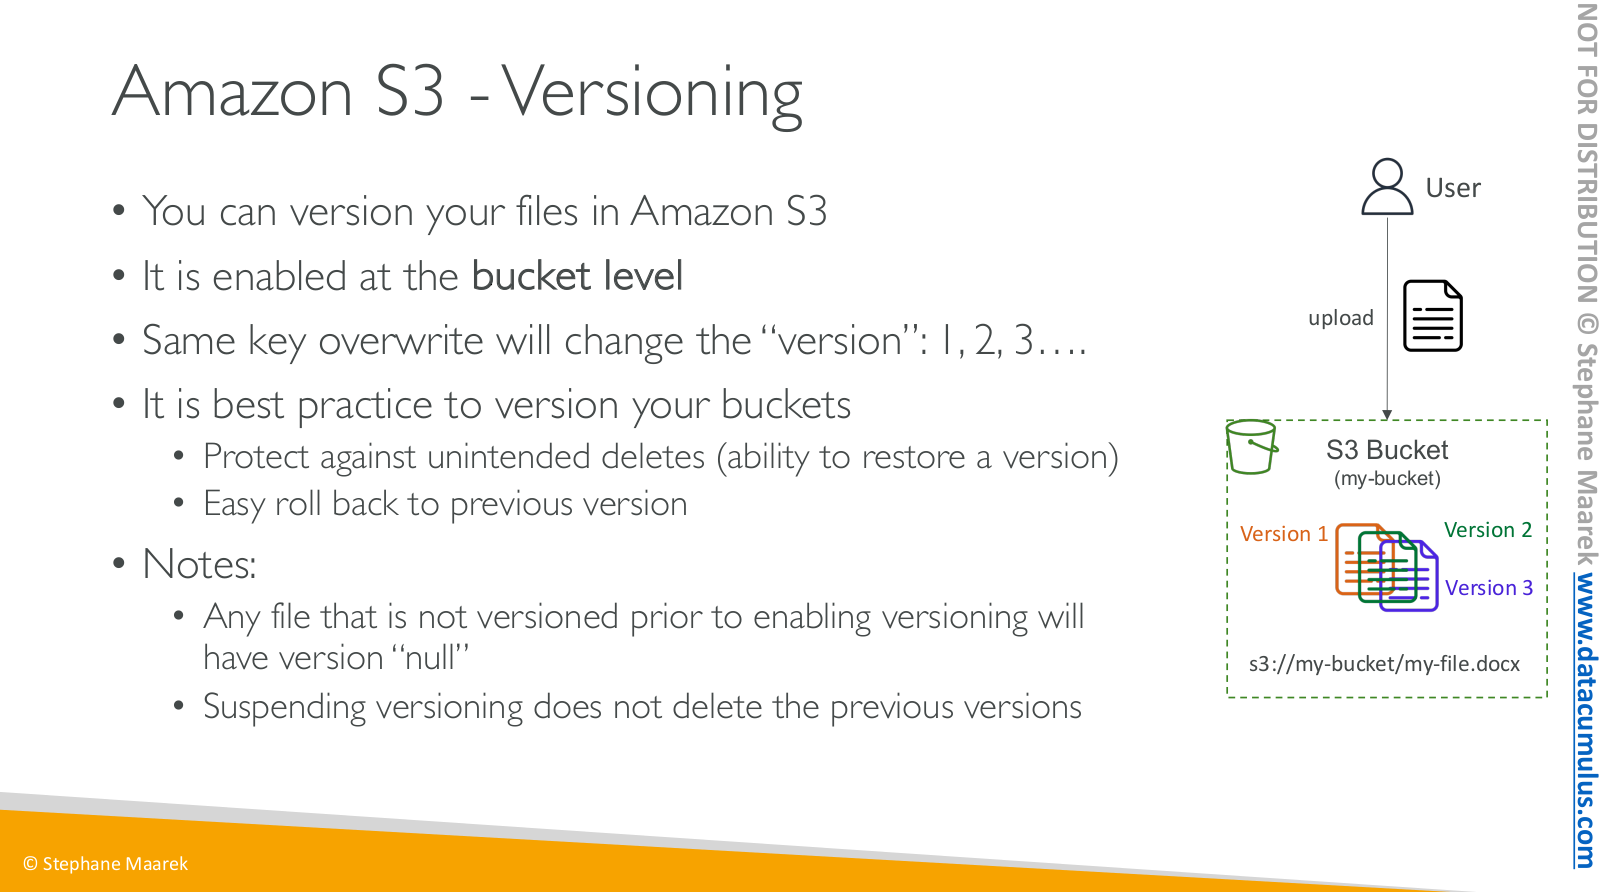 Amazon S3 - Versioning
• You can version your files in Amazon S3
• It is enabled at the bucket level
• Same key overwrite will change the “version”: 1, 2, 3….
• It is best practice to version your buckets
• Protect against unintended deletes (ability to restore a version)
• Easy roll back to previous version
• Notes:
• Any file that is not versioned prior to enabling versioning will
have version “null”
• Suspending versioning does not delete the previous versions
User
upload
S3 Bucket
(my-bucket)
Version 1
Version 2
Version 3
s3://my-bucket/my-file.docx
© Stephane Maarek
NOT FOR DISTRIBUTION © Stephane Maarek www.datacumulus.com